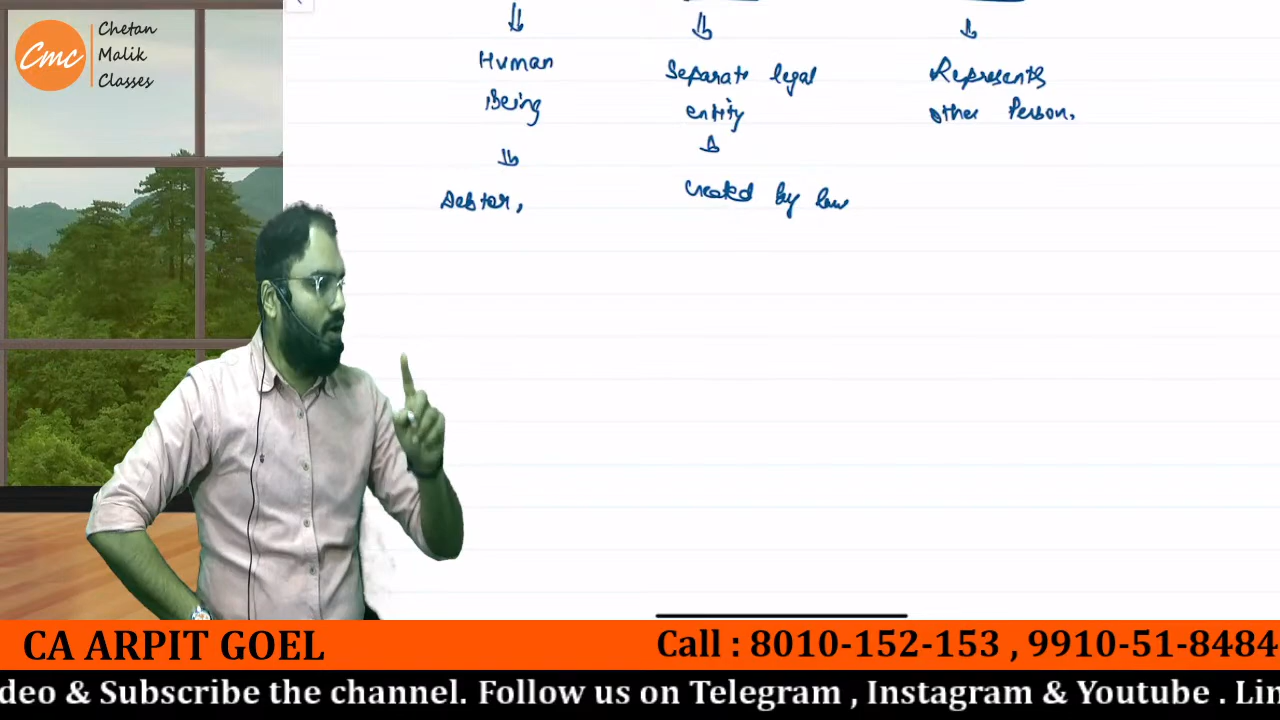 Chetan
Malik
Classes
cmc
Human
Being
Debtor,
Separate legal
entity
created by law
Represents
other Person.
CA ARPIT GOEL
Call : 8010-152-153 , 9910-51-8484
deo & Subscribe the channel. Follow us on Telegram , Instagram & Youtube . Lin